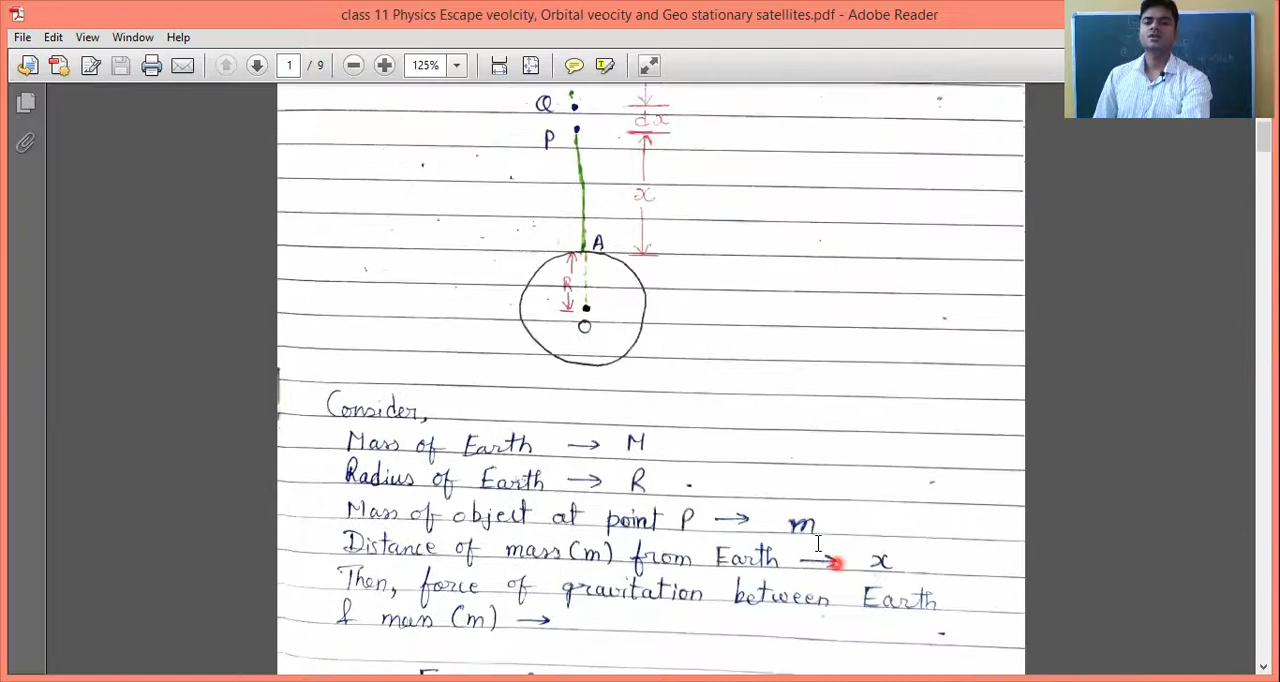 class 11 Physics Escape veolcity, Orbital veocity and Geo stationary satellites.pdf - Adobe Reader
File Edit View Window Help
1 / 9 125%
Q
dx
P
x
A
R
O
Consider,
Mass of Earth → M
Radius of Earth → R
Mass of object at point P → m
Distance of mass (m) from Earth → x
Then, force of gravitation between Earth
& mass (m) →